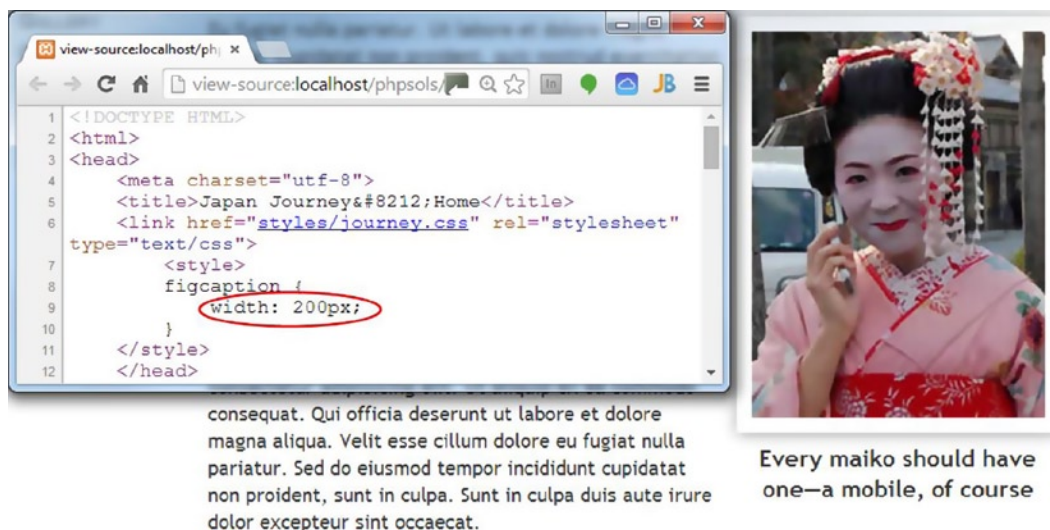 view-source:localhost/ph
view-source:localhost/phpsols/
In
JB
1 <!DOCTYPE HTML>
2 <html>
3 <head>
4 <meta charset="utf-8">
5 <title>Japan Journey&#8212;Home</title>
6 <link href="styles/journey.css" rel="stylesheet"
type="text/css">
7 <style>
8 figcaption {
9 width: 200px;
10 }
11 </style>
12 </head>
consequat. Qui officia deserunt ut labore et dolore
magna aliqua. Velit esse cillum dolore eu fugiat nulla
pariatur. Sed do eiusmod tempor incididunt cupidatat
non proident, sunt in culpa. Sunt in culpa duis aute irure
dolor excepteur sint occaecat.
Every maiko should have
one—a mobile, of course